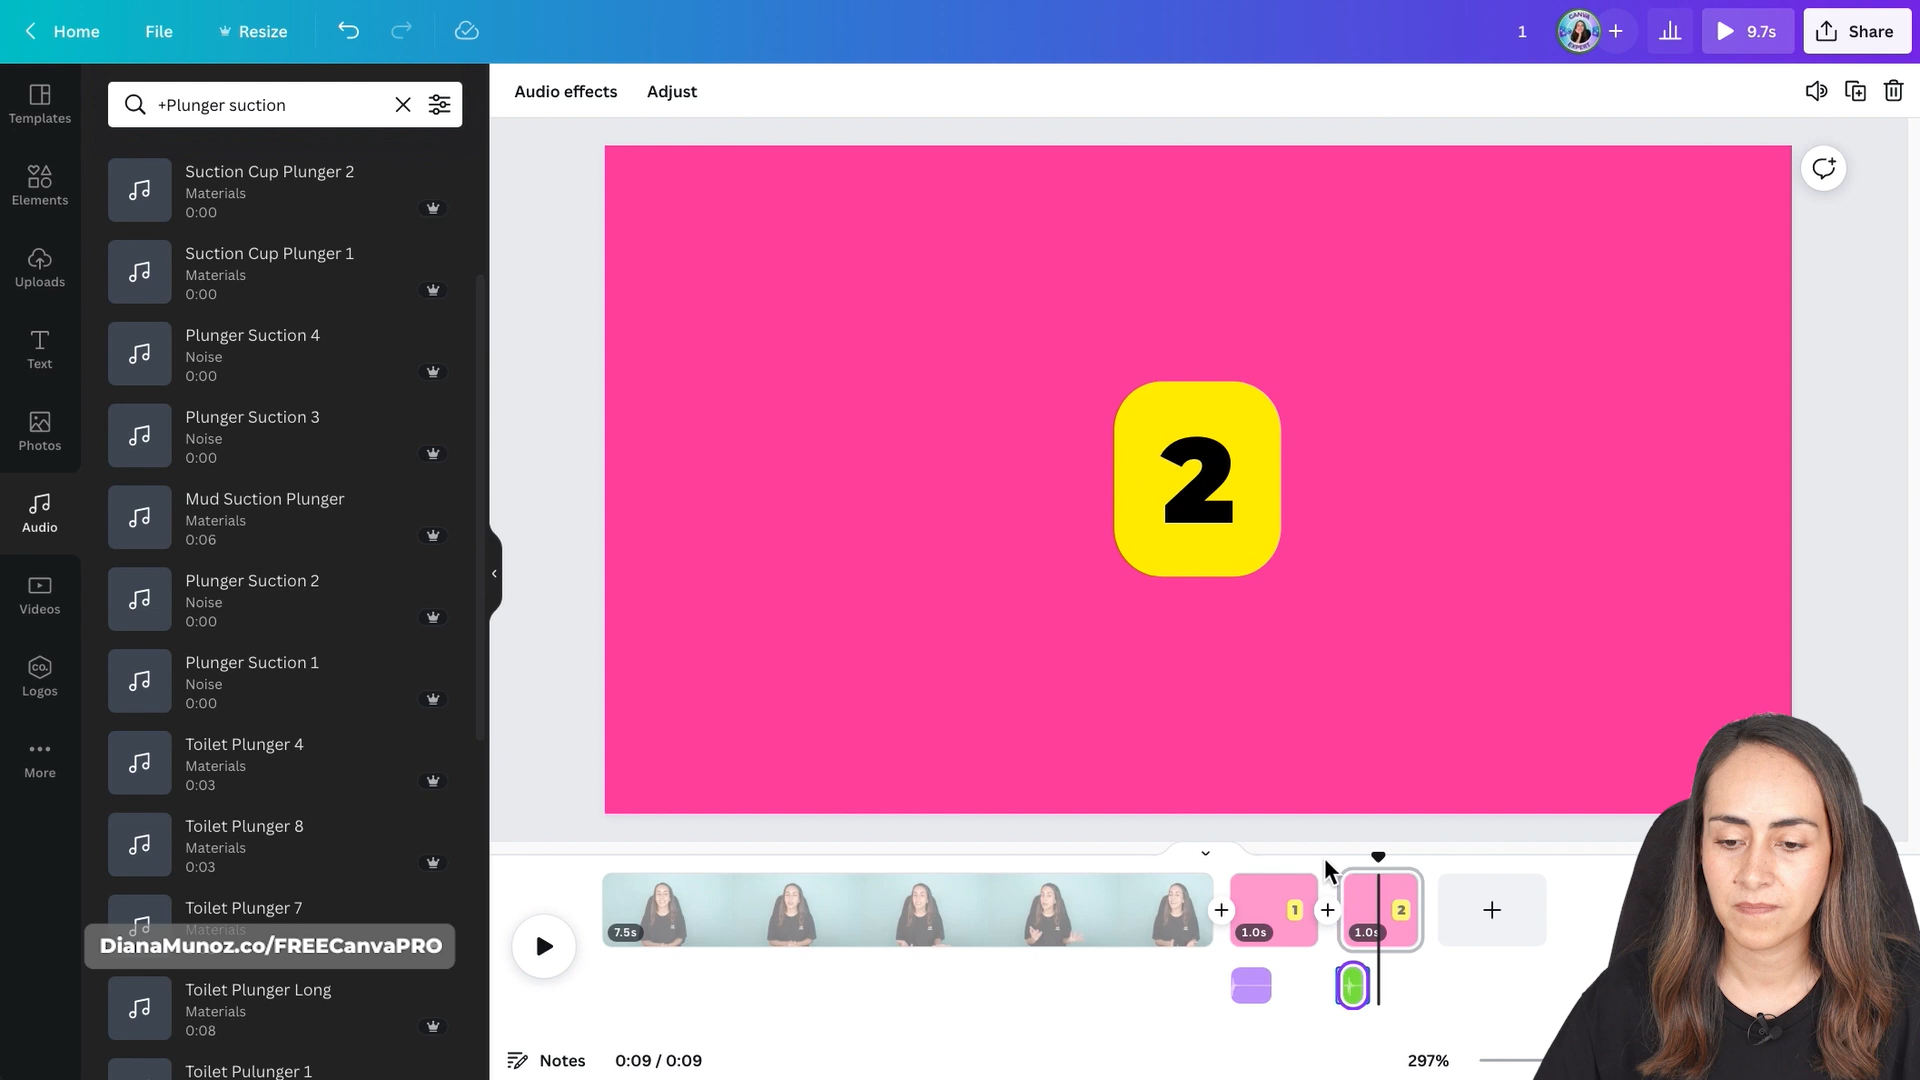 Home
File
Resize
1
CANVA
EXPERT
9.7s
Share
Templates
Elements
Uploads
Text
Photos
Audio
Videos
CO.
Logos
More
+Plunger suction
Suction Cup Plunger 2
Materials
0:00
Suction Cup Plunger 1
Materials
0:00
Plunger Suction 4
Noise
0:00
Plunger Suction 3
Noise
0:00
Mud Suction Plunger
Materials
0:06
Plunger Suction 2
Noise
0:00
Plunger Suction 1
Noise
0:00
Toilet Plunger 4
Materials
0:03
Toilet Plunger 8
Materials
0:03
Toilet Plunger 7
DianaMunoz.co/FREECanvaPRO
Toilet Plunger Long
Materials
0:08
Toilet Pulunger 1
Audio effects
Adjust
2
7.5s
1
1.0s
2
1.0s
Notes
0:09 / 0:09
297%